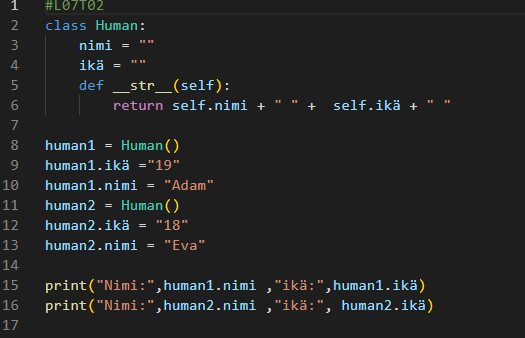 1 #L07T02
2 class Human:
3     nimi = ""
4     ikä = ""
5     def __str__(self):
6         return self.nimi + " " +  self.ikä + " "
7
8 human1 = Human()
9 human1.ikä ="19"
10 human1.nimi = "Adam"
11 human2 = Human()
12 human2.ikä = "18"
13 human2.nimi = "Eva"
14
15 print("Nimi:",human1.nimi ,"ikä:",human1.ikä)
16 print("Nimi:",human2.nimi ,"ikä:", human2.ikä)
17